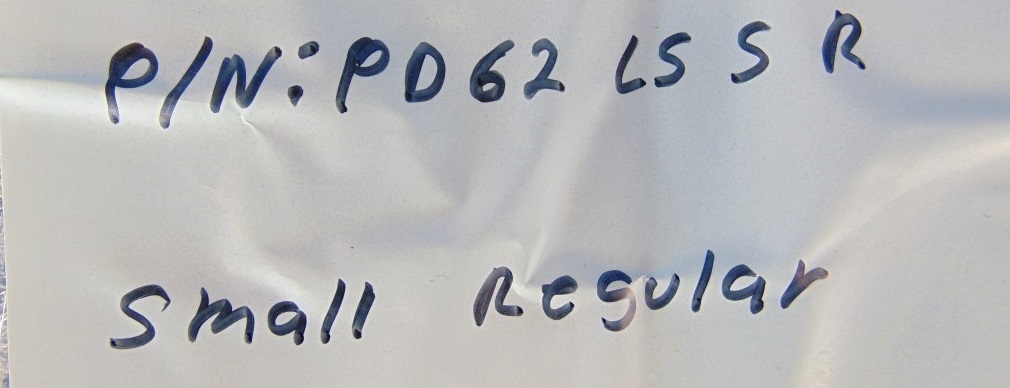 P/N: PD62 LS S R
Small Regular